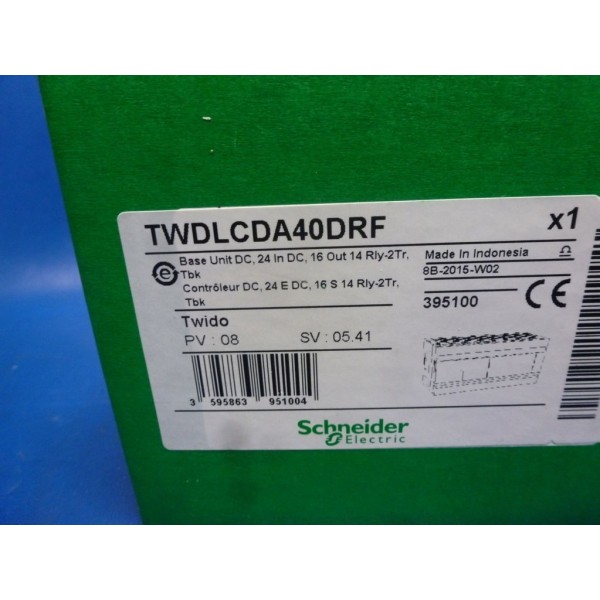 TWDLCDA40DRF x1
Base Unit DC, 24 In DC, 16 Out 14 Rly-2Tr,
Tbk
Contrôleur DC, 24 E DC, 16 S 14 Rly-2Tr,
Tbk
Made in Indonesia
8B-2015-W02
395100 CE
Twido
PV : 08 SV : 05.41
3 595863 951004
Schneider
Electric